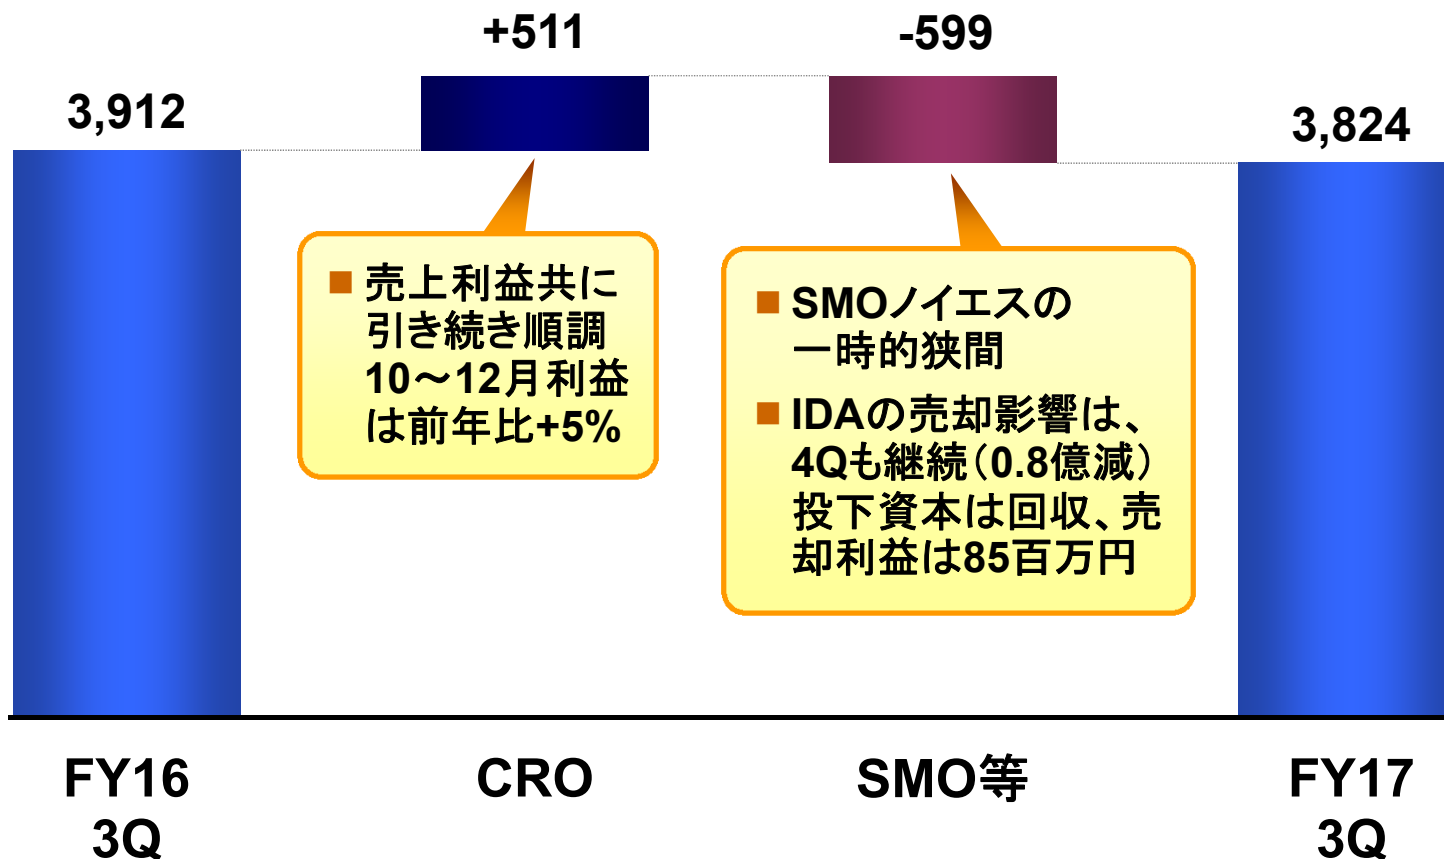 +511
-599
3,912
3,824
■ 売上利益共に
引き続き順調
10～12月利益
は前年比+5%
■ SMOノイエスの
一時的狭間
■ IDAの売却影響は、
4Qも継続（0.8億減）
投下資本は回収、売
却利益は85百万円
FY16
3Q
CRO
SMO等
FY17
3Q